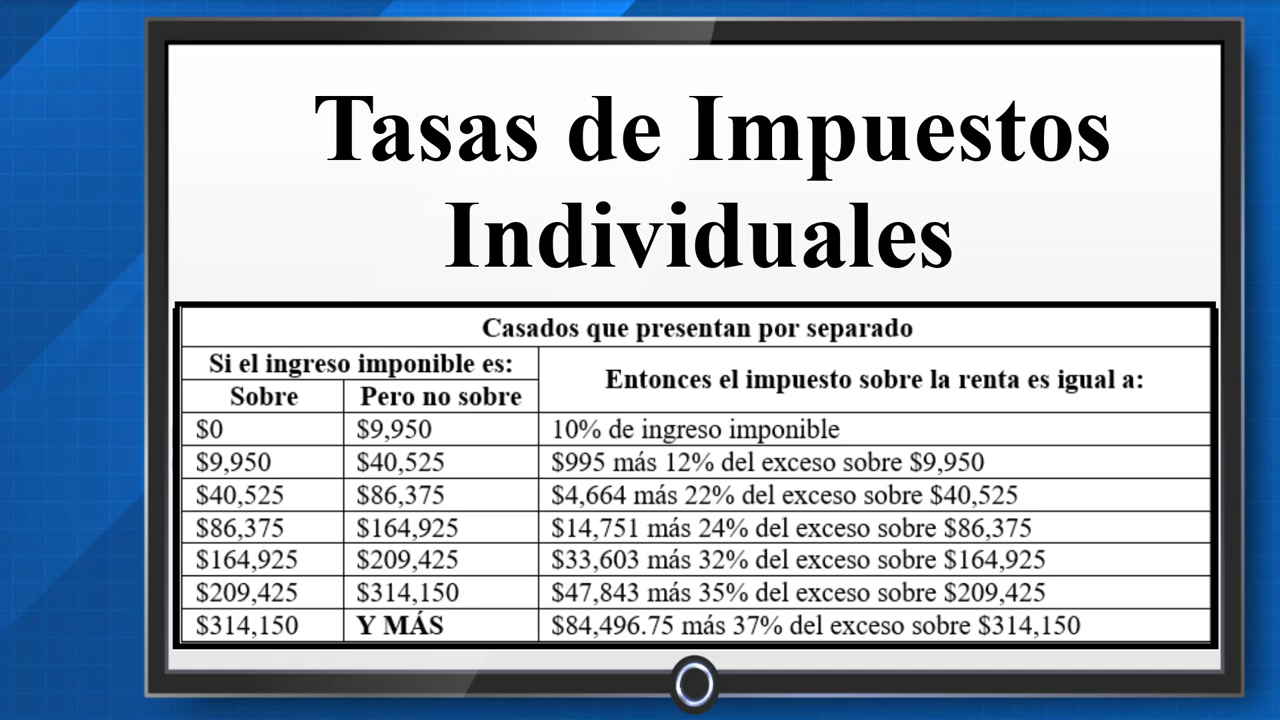 Tasas de Impuestos
Individuales
Casados que presentan por separado
Si el ingreso imponible es:
Entonces el impuesto sobre la renta es igual a:
Sobre Pero no sobre
$0 $9,950 10% de ingreso imponible
$9,950 $40,525 $995 más 12% del exceso sobre $9,950
$40,525 $86,375 $4,664 más 22% del exceso sobre $40,525
$86,375 $164,925 $14,751 más 24% del exceso sobre $86,375
$164,925 $209,425 $33,603 más 32% del exceso sobre $164,925
$209,425 $314,150 $47,843 más 35% del exceso sobre $209,425
$314,150 Y MÁS $84,496.75 más 37% del exceso sobre $314,150